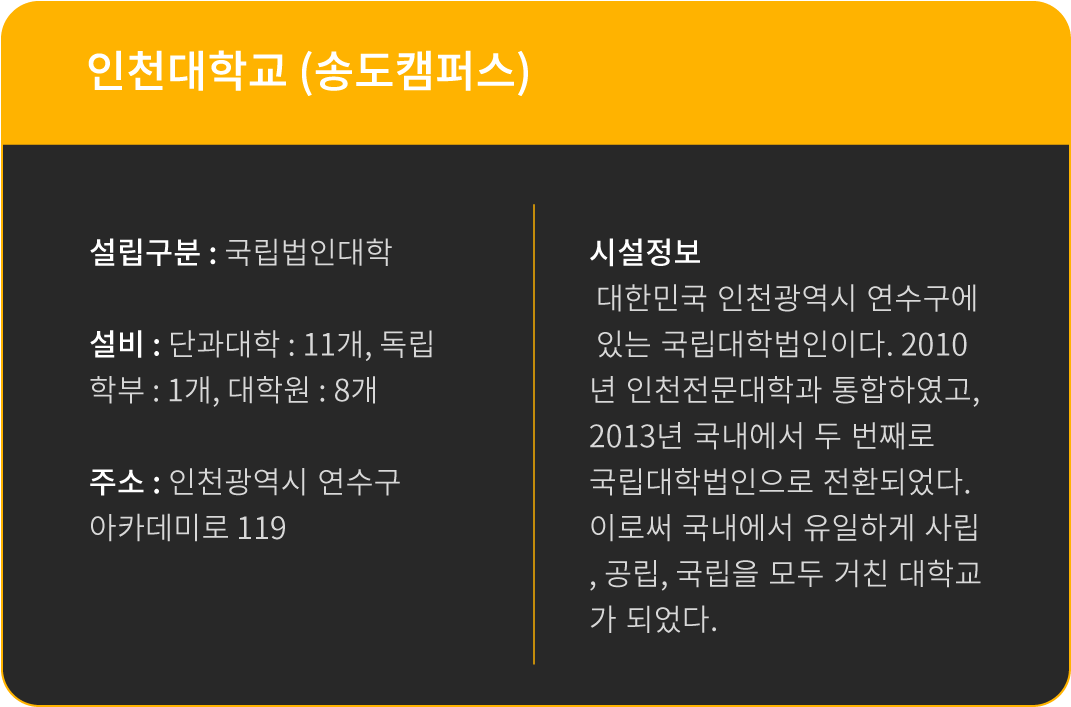 인천대학교 (송도캠퍼스)
설립구분 : 국립법인대학
설비 : 단과대학 : 11개, 독립
학부 : 1개, 대학원 : 8개
주소 : 인천광역시 연수구
아카데미로 119
시설정보
대한민국 인천광역시 연수구에
있는 국립대학법인이다. 2010
년 인천전문대학과 통합하였고,
2013년 국내에서 두 번째로
국립대학법인으로 전환되었다.
이로써 국내에서 유일하게 사립
, 공립, 국립을 모두 거친 대학교
가 되었다.